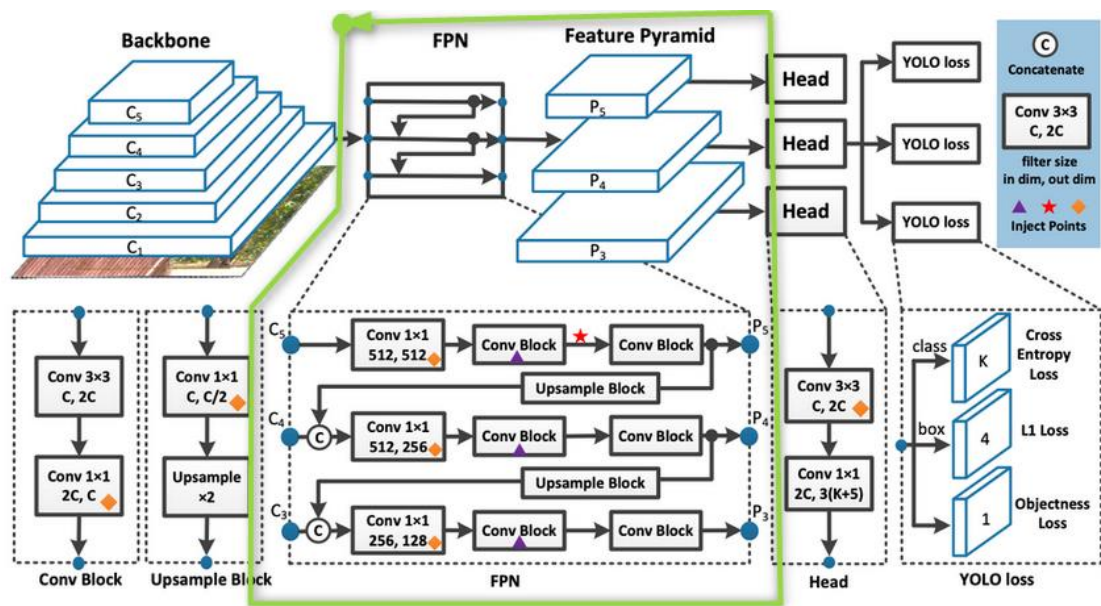 Backbone
FPN
Feature Pyramid
C5
C4
C3
C2
C1
P5
P4
P3
Head
Head
Head
YOLO loss
YOLO loss
YOLO loss
C
Concatenate
Conv 3×3
C, 2C
filter size
in dim, out dim
Inject Points
Conv 3×3
C, 2C
Conv 1×1
2C, C
Conv Block
Conv 1×1
C, C/2
Upsample
×2
Upsample Block
C5
Conv 1×1
512, 512
Conv Block
Conv Block
P5
Upsample Block
C4
C
Conv 1×1
512, 256
Conv Block
Conv Block
P4
Upsample Block
C3
C
Conv 1×1
256, 128
Conv Block
Conv Block
P3
FPN
Conv 3×3
C, 2C
Conv 1×1
2C, 3(K+5)
Head
class
K
Cross
Entropy
Loss
box
4
L1 Loss
1
Objectness
Loss
YOLO loss